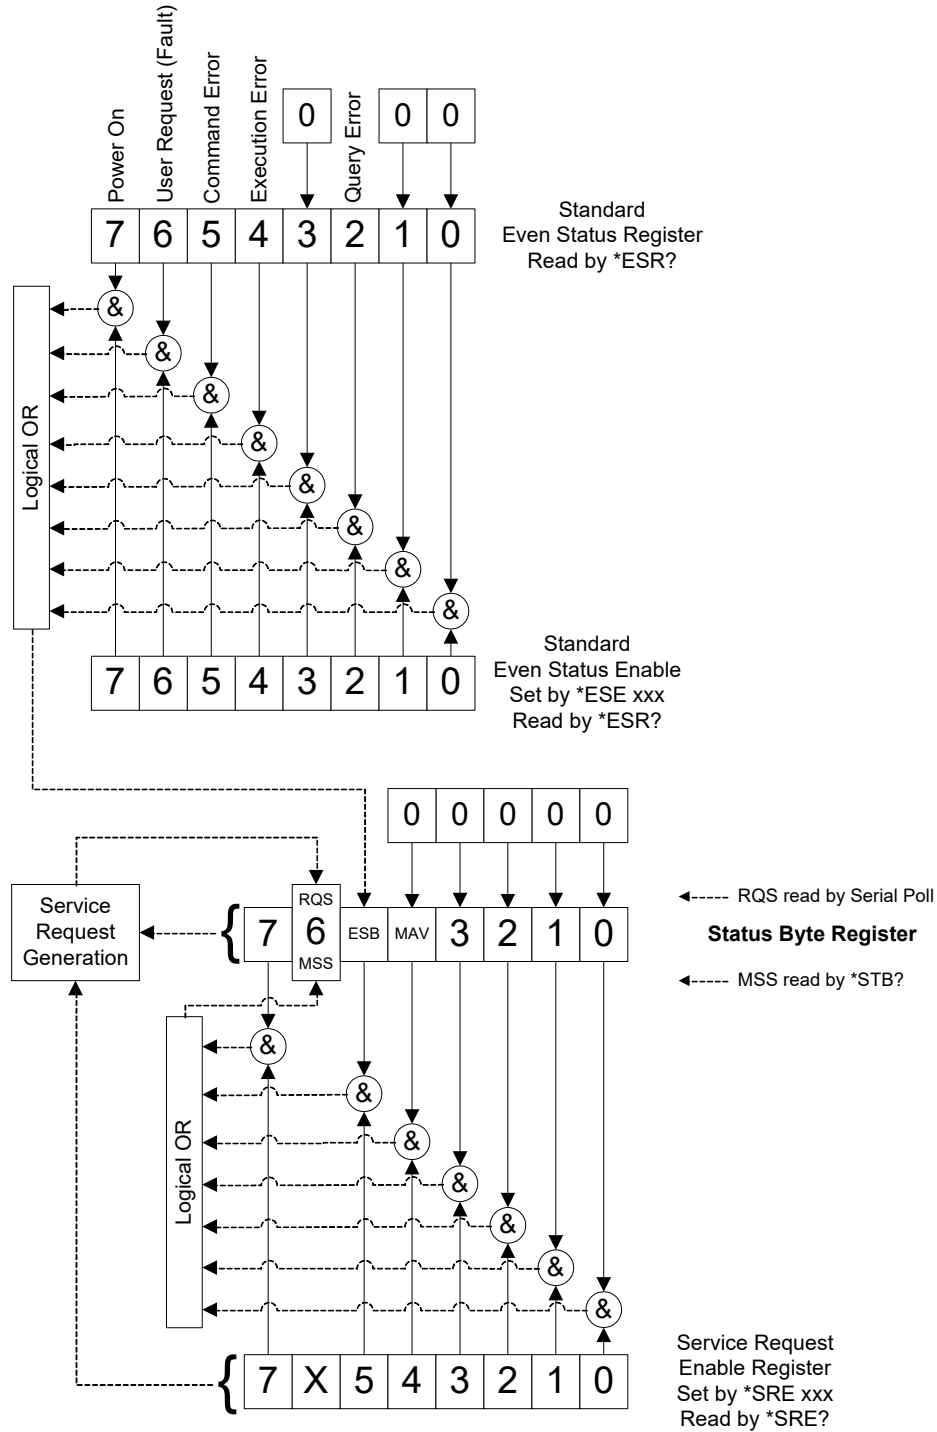 Power On
User Request (Fault)
Command Error
Execution Error
Query Error
0
0 0
7 6 5 4 3 2 1 0
Standard
Even Status Register
Read by *ESR?
Logical OR
&
&
&
&
&
&
&
&
7 6 5 4 3 2 1 0
Standard
Even Status Enable
Set by *ESE xxx
Read by *ESR?
0 0 0 0 0
Service
Request
Generation
RQS
7 6 ESB MAV 3 2 1 0
MSS
RQS read by Serial Poll
Status Byte Register
MSS read by *STB?
Logical OR
&
&
&
&
&
&
&
7 X 5 4 3 2 1 0
Service Request
Enable Register
Set by *SRE xxx
Read by *SRE?